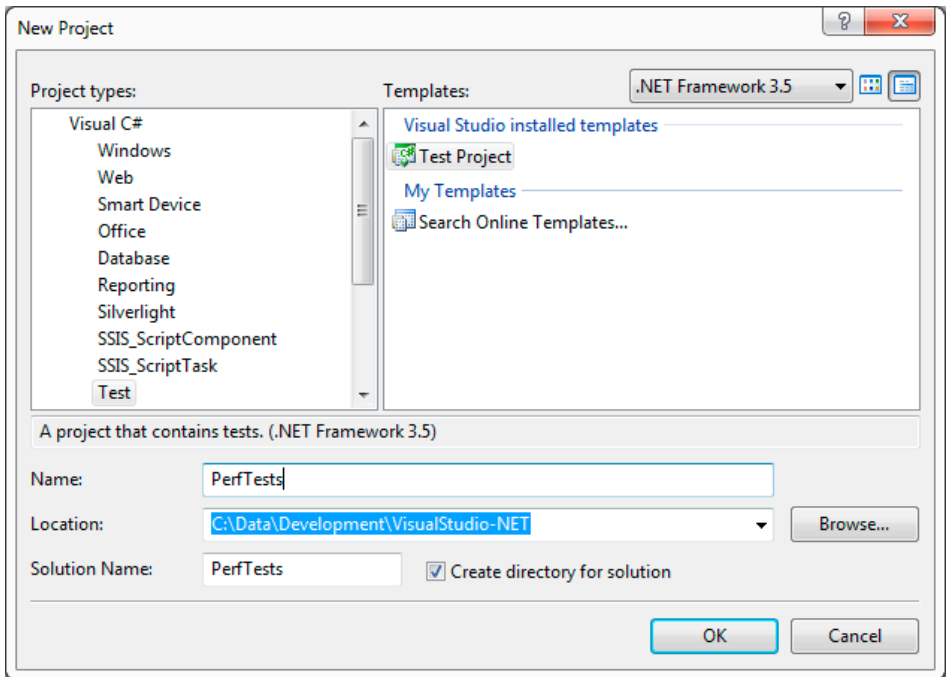 New Project
Project types:
Templates:
.NET Framework 3.5
Visual C#
Windows
Web
Smart Device
Office
Database
Reporting
Silverlight
SSIS_ScriptComponent
SSIS_ScriptTask
Test
Visual Studio installed templates
Test Project
My Templates
Search Online Templates...
A project that contains tests. (.NET Framework 3.5)
Name:
PerfTests
Location:
C:\Data\Development\VisualStudio-NET
Browse...
Solution Name:
PerfTests
Create directory for solution
OK
Cancel